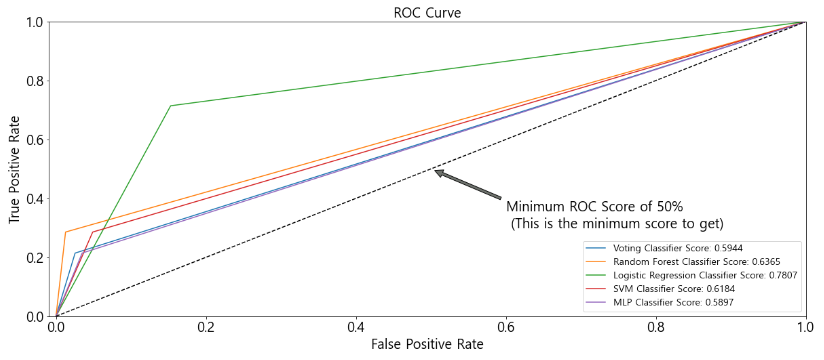 ROC Curve
True Positive Rate
1.0
0.8
0.6
0.4
0.2
0.0
Minimum ROC Score of 50%
(This is the minimum score to get)
Voting Classifier Score: 0.5944
Random Forest Classifier Score: 0.6365
Logistic Regression Classifier Score: 0.7807
SVM Classifier Score: 0.6184
MLP Classifier Score: 0.5897
0.0 0.2 0.4 0.6 0.8 1.0
False Positive Rate